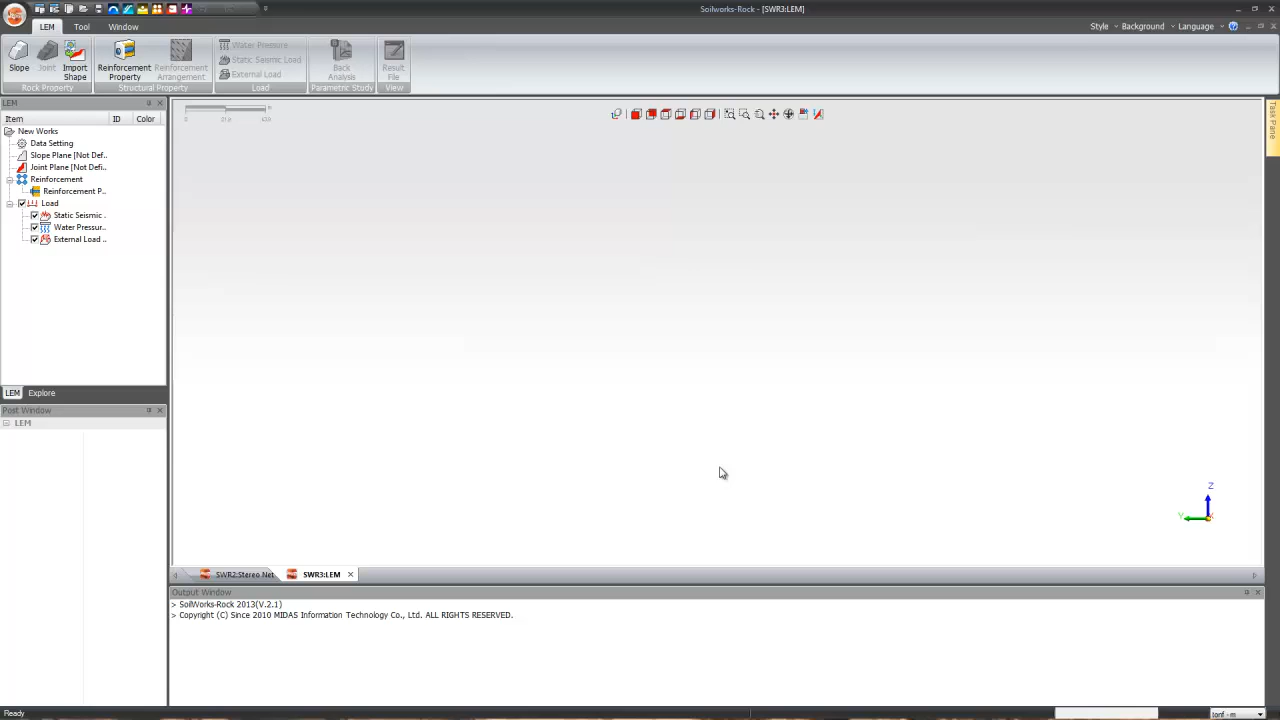 Soilworks-Rock - [SWR3:LEM]
LEM Tool Window
Style Background Language
Slope Joint Import Shape
Rock Property
Reinforcement Property
Reinforcement Arrangement
Structural Property
Water Pressure
Static Seismic Load
External Load
Load
Back Analysis
Parametric Study
Result File
View
LEM
Item ID Color
New Works
Data Setting
Slope Plane [Not Def..
Joint Plane [Not Defi..
Reinforcement
Reinforcement P..
Load
Static Seismic ..
Water Pressur..
External Load ..
LEM Explore
Post Window
LEM
Task Pane
0
Z
Y
X
SWR2:Stereo Net
SWR3:LEM
Output Window
> SoilWorks-Rock 2013(V.2.1)
> Copyright (C) Since 2010 MIDAS Information Technology Co., Ltd. ALL RIGHTS RESERVED.
Ready
tonf - m